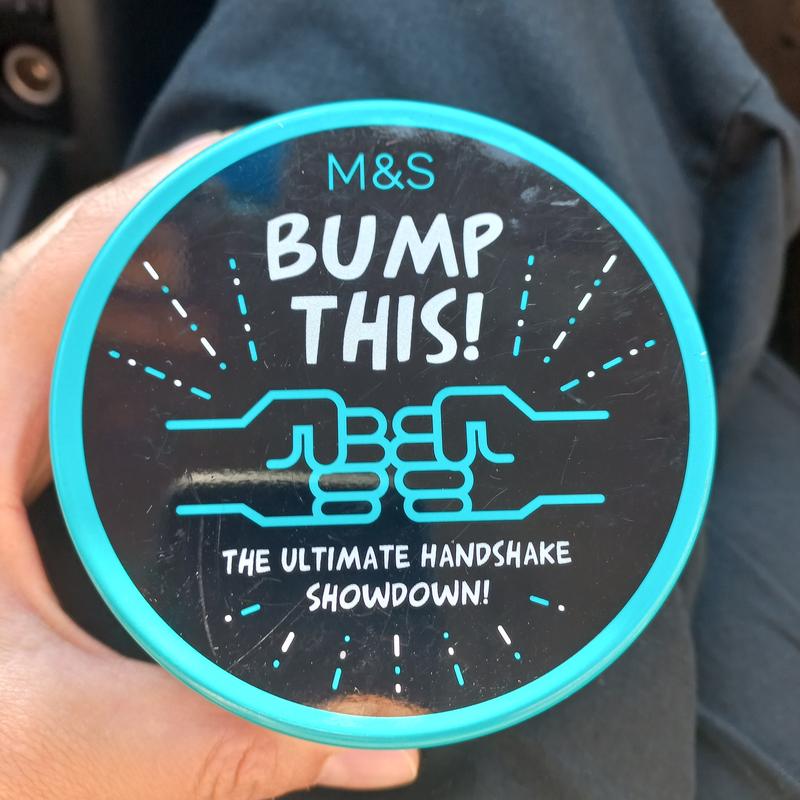 M&S
BUMP
THIS!
THE ULTIMATE HANDSHAKE
SHOWDOWN!